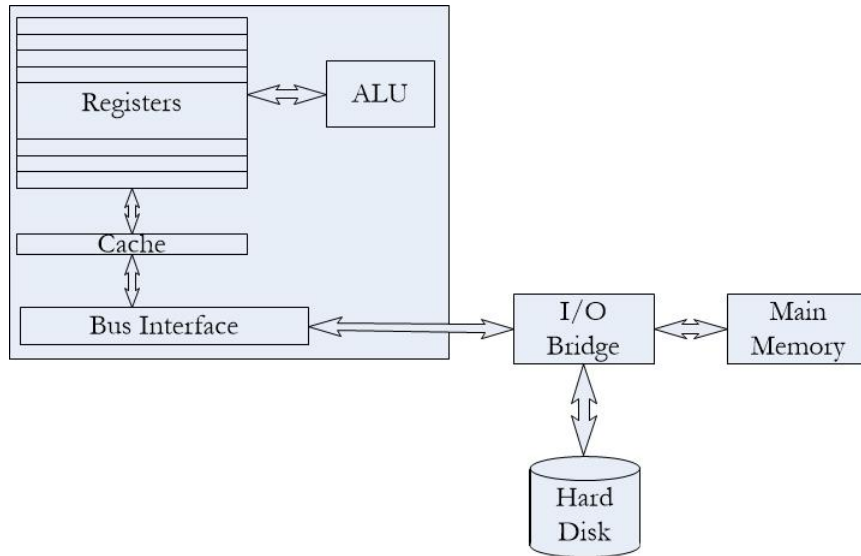 Registers
ALU
Cache
Bus Interface
I/O
Bridge
Main
Memory
Hard
Disk